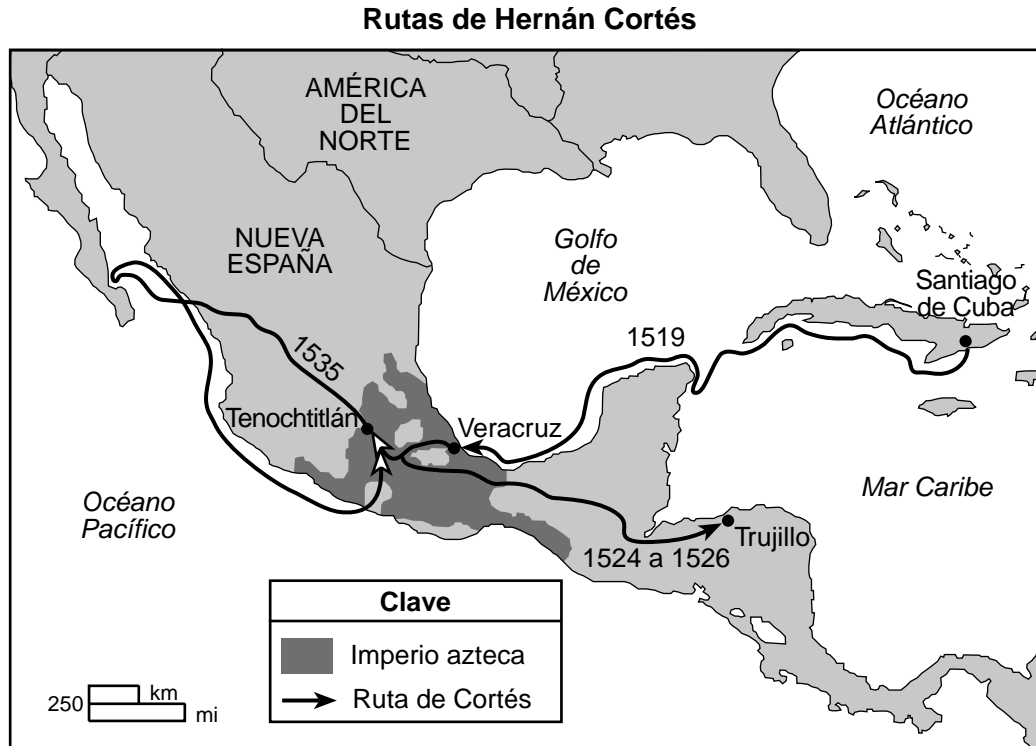 Rutas de Hernán Cortés
AMÉRICA
DEL
NORTE
Océano
Atlántico
NUEVA
ESPAÑA
Golfo
de
México
Santiago
de Cuba
1519
1535
Tenochtitlán
Veracruz
Océano
Pacífico
Mar Caribe
Trujillo
1524 a 1526
Clave
Imperio azteca
Ruta de Cortés
250
km
mi